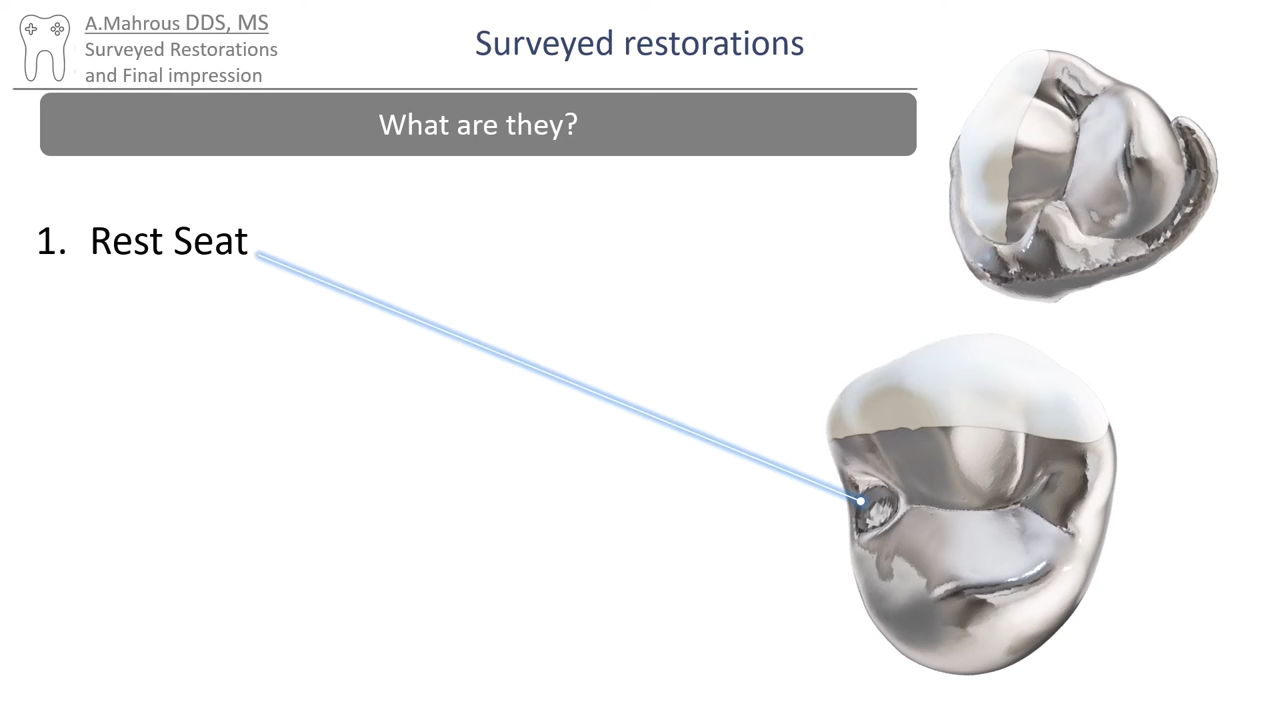 A.Mahrous DDS, MS
Surveyed Restorations
and Final impression
Surveyed restorations
What are they?
1. Rest Seat